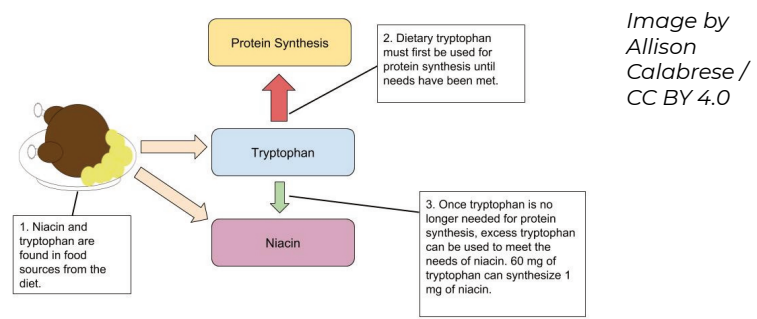 Protein Synthesis
2. Dietary tryptophan
must first be used for
protein synthesis until
needs have been met.
Image by
Allison
Calabrese /
CC BY 4.0
Tryptophan
1. Niacin and
tryptophan are
found in food
sources from the
diet.
Niacin
3. Once tryptophan is no
longer needed for protein
synthesis, excess tryptophan
can be used to meet the
needs of niacin. 60 mg of
tryptophan can synthesize 1
mg of niacin.